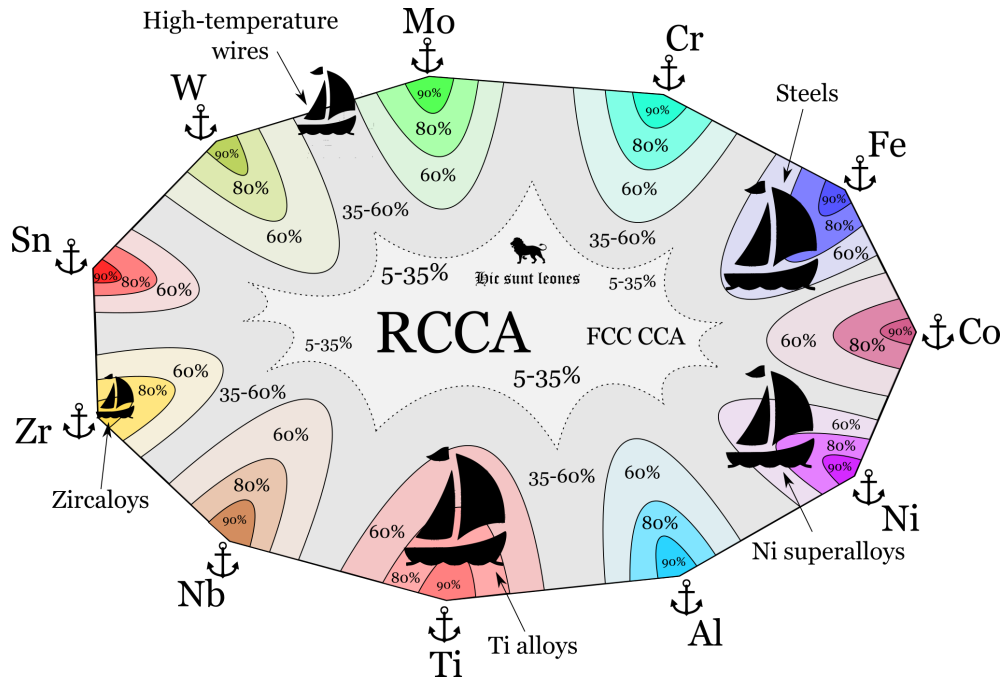 High-temperature
wires
Mo
Cr
W
Steels
Fe
90%
80%
60%
90%
80%
60%
90%
80%
60%
90%
80%
60%
35-60%
35-60%
Sn
90%
80%
60%
5-35%
Hic sunt leones
5-35%
RCCA
FCC CCA
5-35%
5-35%
60%
80%
90%
Co
Zr
80%
60%
35-60%
Zircaloys
60%
80%
90%
Nb
60%
80%
90%
Ti
Ti alloys
35-60%
60%
80%
90%
Al
60%
80%
90%
Ni
Ni superalloys